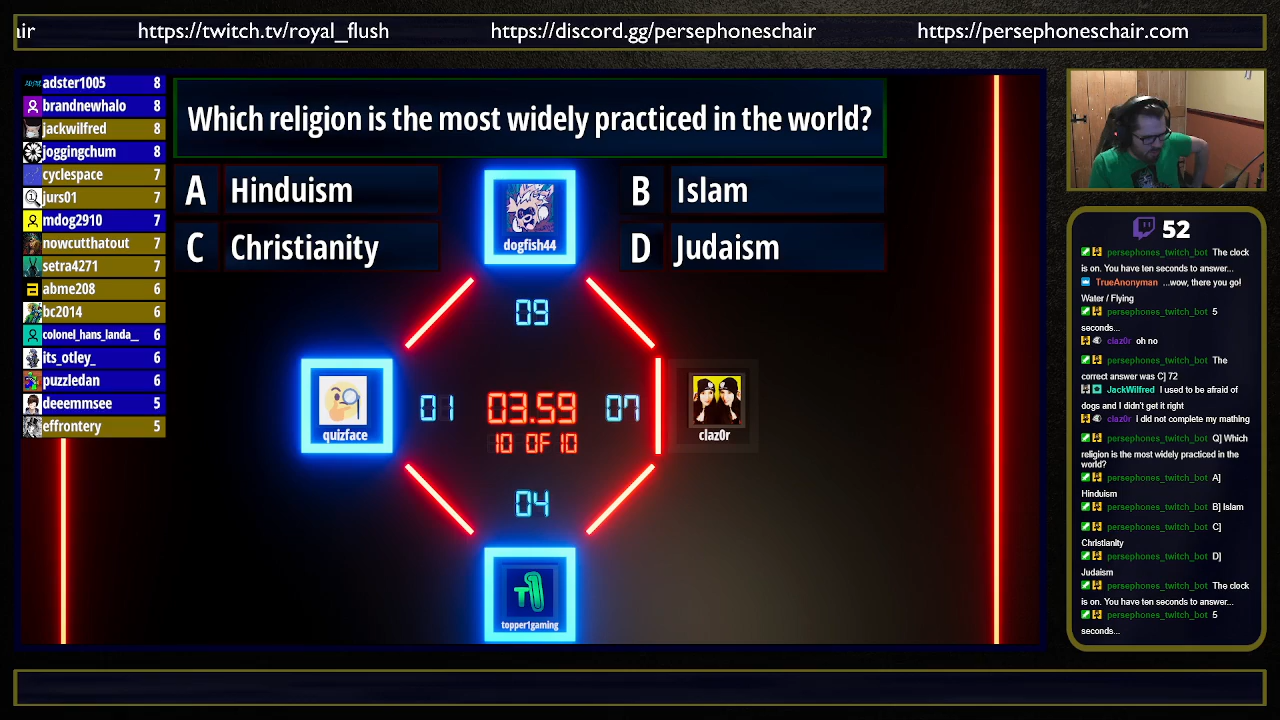 ir
https://twitch.tv/royal_flush
https://discord.gg/persephoneschair
https://persephoneschair.com
adster1005 8
brandnewhalo 8
jackwilfred 8
joggingchum 8
cyclespace 7
jurs01 7
mdog2910 7
nowcutthatout 7
setra4271 7
abme208 6
bc2014 6
colonel_hans_landa_ 6
its_otley_ 6
puzzledan 6
deeemmsee 5
effrontery 5
Which religion is the most widely practiced in the world?
A Hinduism
B Islam
C Christianity
D Judaism
dogfish44
09
quizface
01
03.59
10 OF 10
07
claz0r
04
topper1gaming
52
persephones_twitch_bot The clock
is on. You have ten seconds to answer...
TrueAnonyman ...wow, there you go!
Water / Flying
persephones_twitch_bot 5
seconds...
claz0r oh no
persephones_twitch_bot The
correct answer was C] 72
JackWilfred I used to be afraid of
dogs and I didn't get it right
claz0r I did not complete my mathing
persephones_twitch_bot Q] Which
religion is the most widely practiced in the
world?
persephones_twitch_bot A]
Hinduism
persephones_twitch_bot B] Islam
persephones_twitch_bot C]
Christianity
persephones_twitch_bot D]
Judaism
persephones_twitch_bot The clock
is on. You have ten seconds to answer...
persephones_twitch_bot 5
seconds...